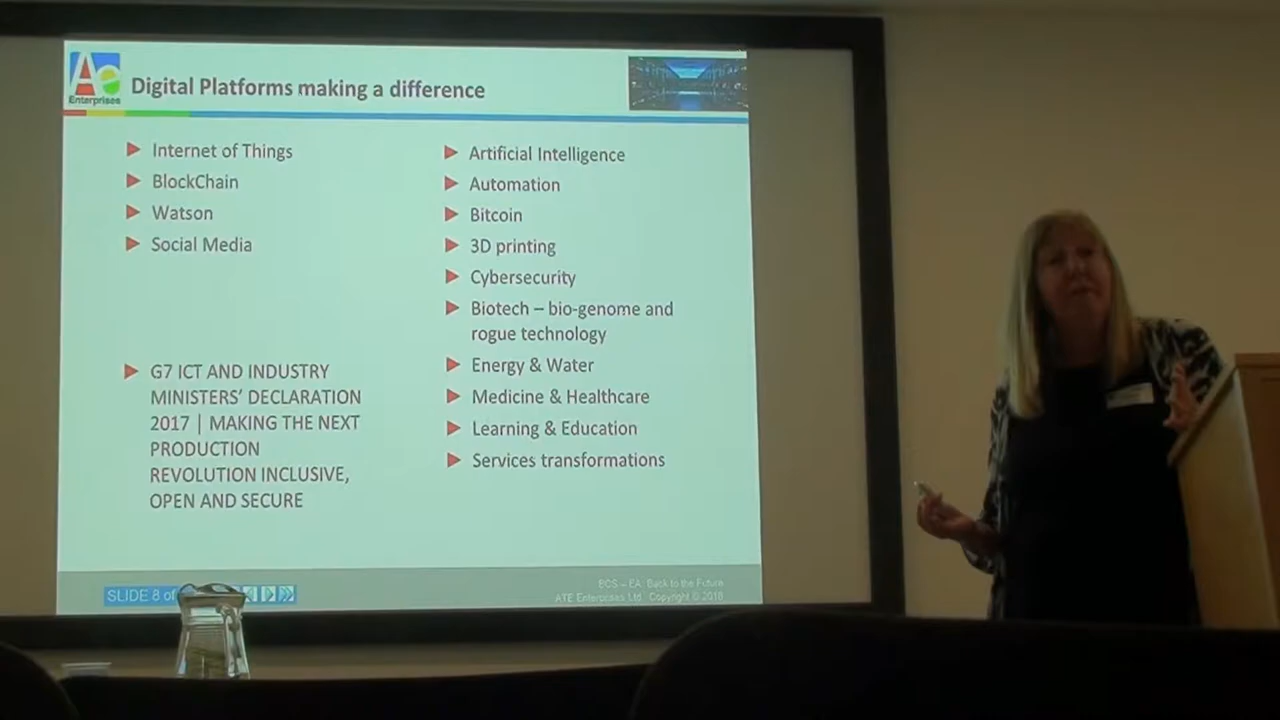 Ae
Enterprises
Digital Platforms making a difference
Internet of Things
BlockChain
Watson
Social Media
G7 ICT AND INDUSTRY
MINISTERS’ DECLARATION
2017 | MAKING THE NEXT
PRODUCTION
REVOLUTION INCLUSIVE,
OPEN AND SECURE
Artificial Intelligence
Automation
Bitcoin
3D printing
Cybersecurity
Biotech – bio-genome and
rogue technology
Energy & Water
Medicine & Healthcare
Learning & Education
Services transformations
SLIDE 8 of
BCS – EA: Back to the Future
ATE Enterprises Ltd. Copyright © 2018